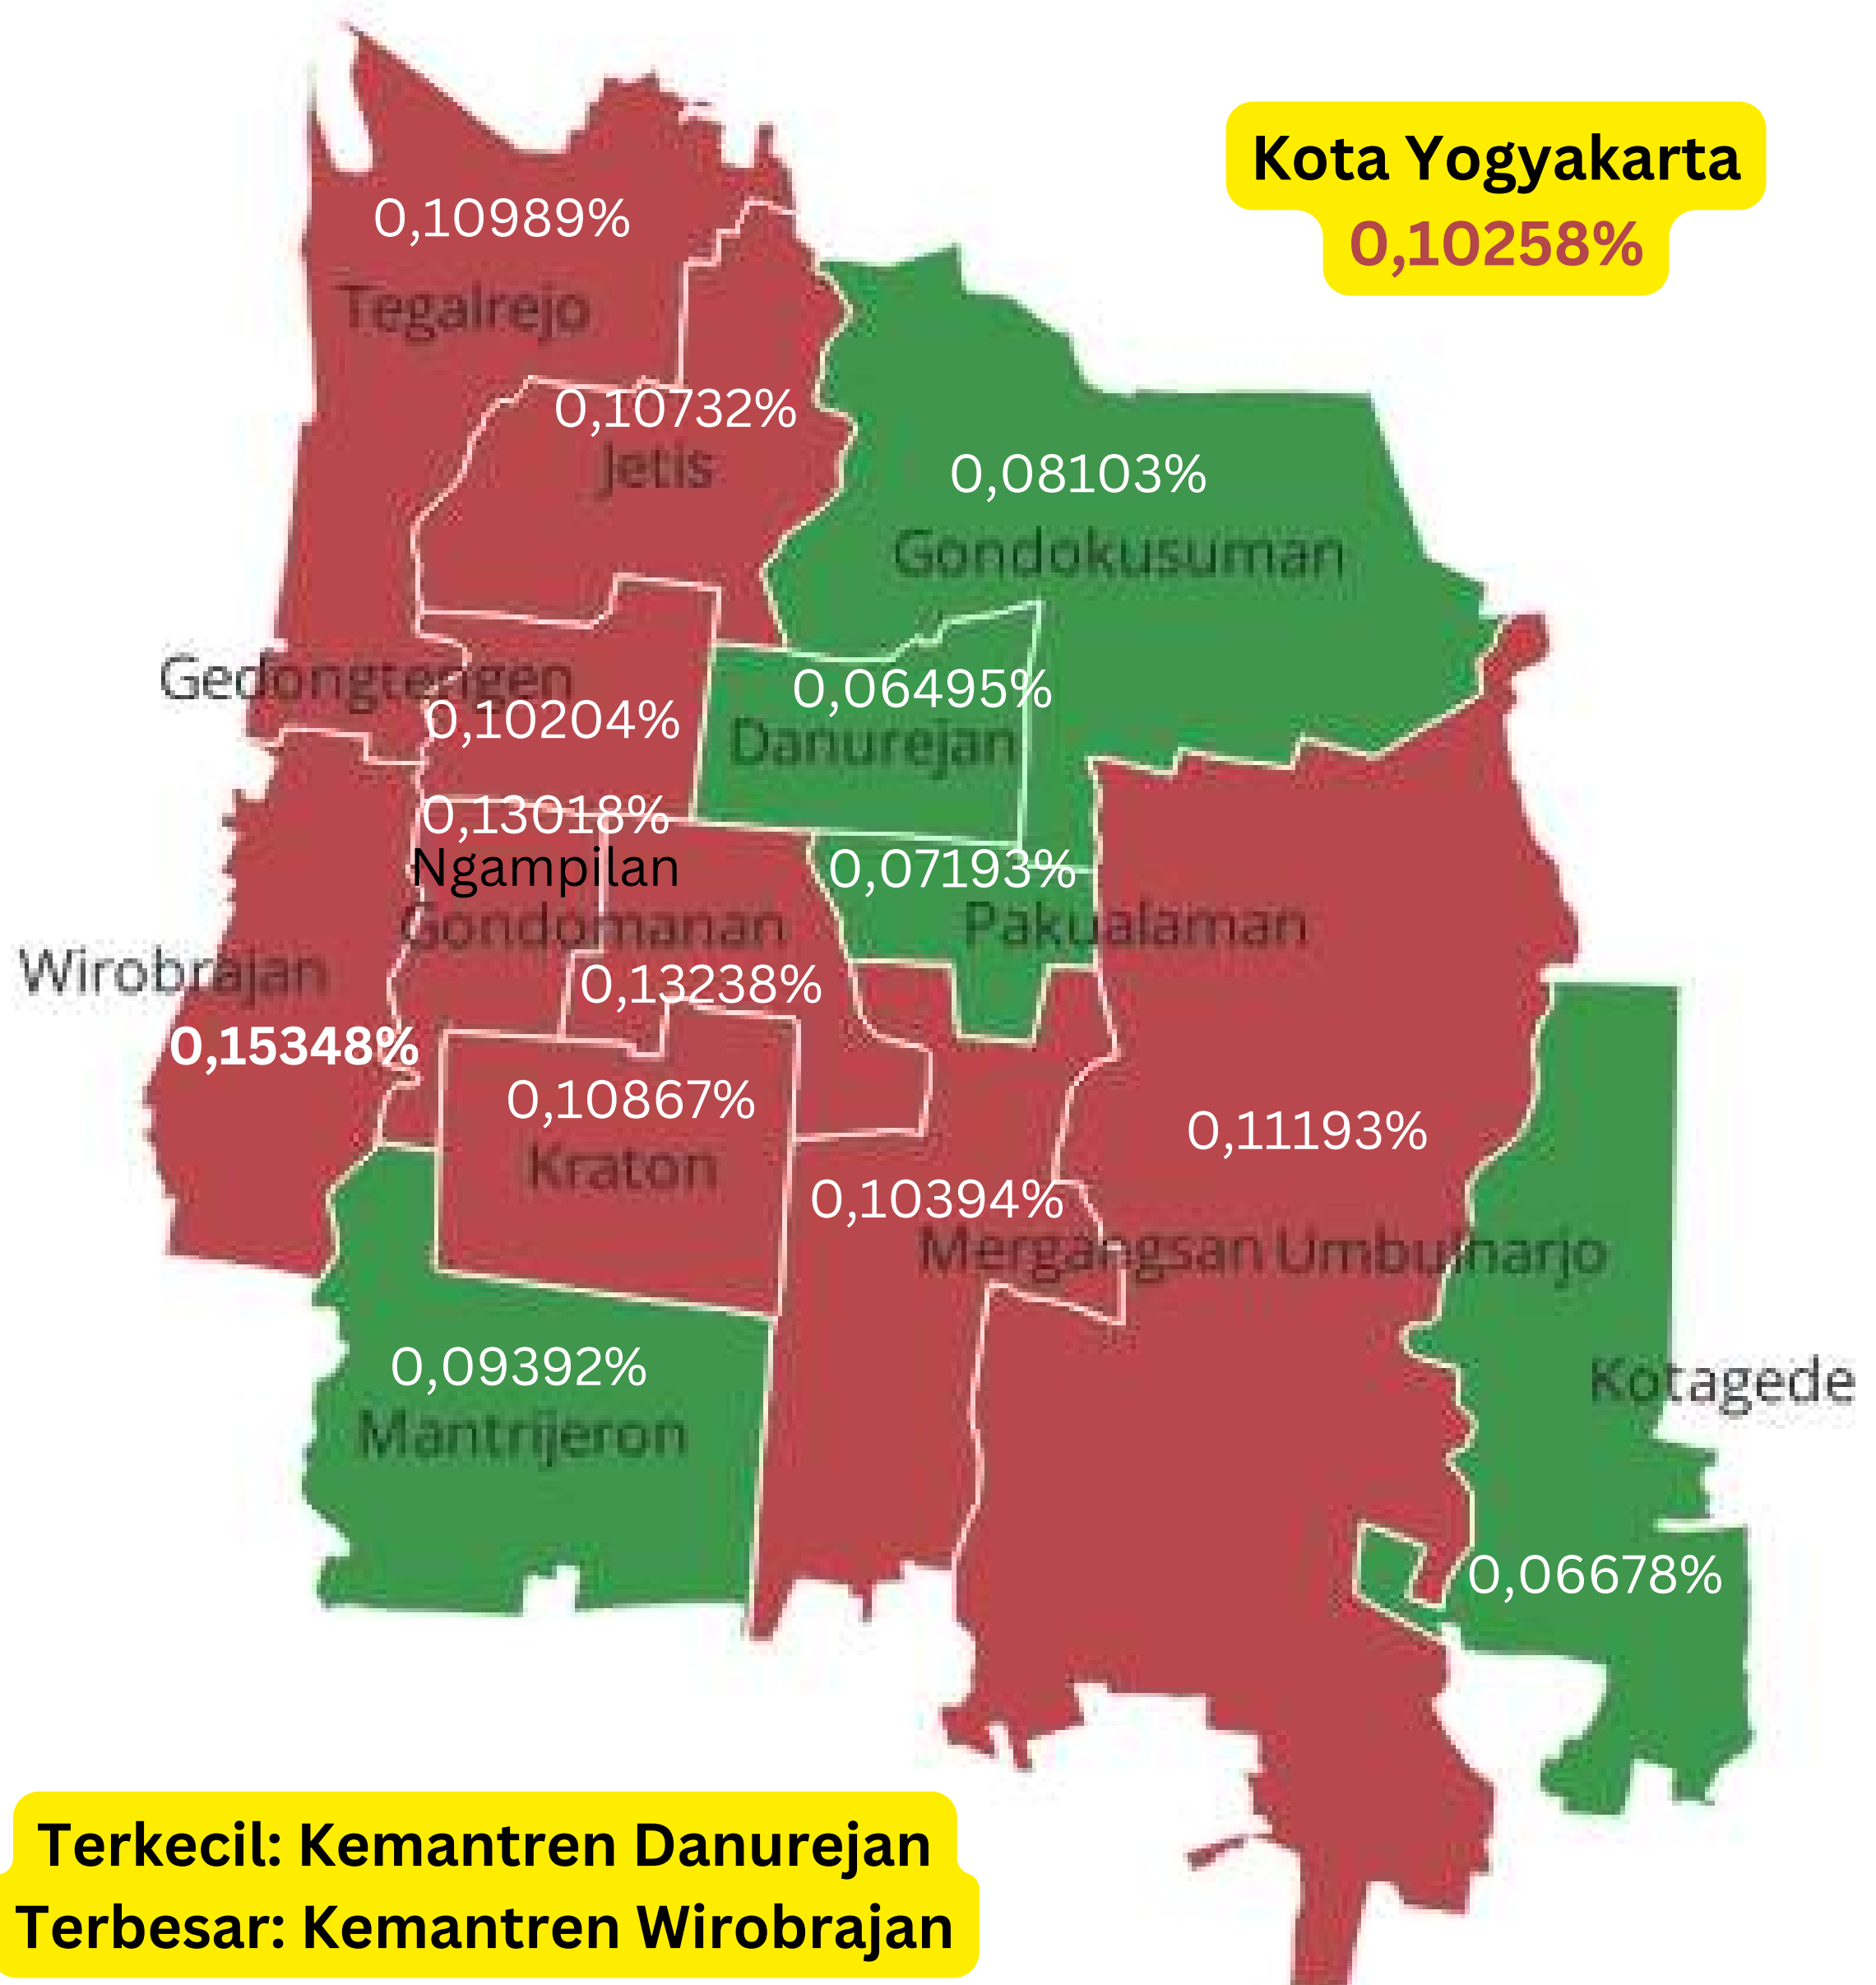 Kota Yogyakarta
0,10258%
0,10989%
Tegalrejo
0,10732%
Jetis
0,08103%
Gondokusuman
Gedongtengen
0,10204%
0,06495%
Danurejan
0,13018%
Ngampilan
0,07193%
Pakualaman
Gondomanan
0,13238%
Wirobrajan
0,15348%
0,10867%
Kraton
0,11193%
Umbulharjo
0,10394%
Mergangsan
0,09392%
Mantrijeron
Kotagede
0,06678%
Terkecil: Kemantren Danurejan
Terbesar: Kemantren Wirobrajan